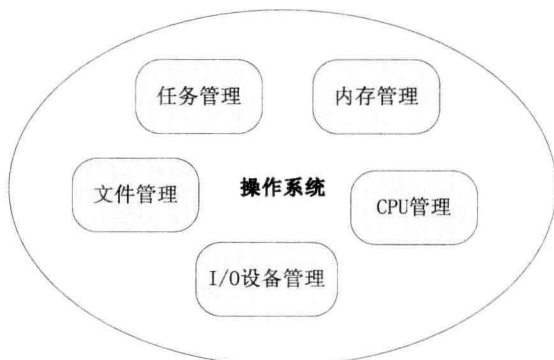 任务管理
内存管理
文件管理
操作系统
CPU管理
I/O设备管理